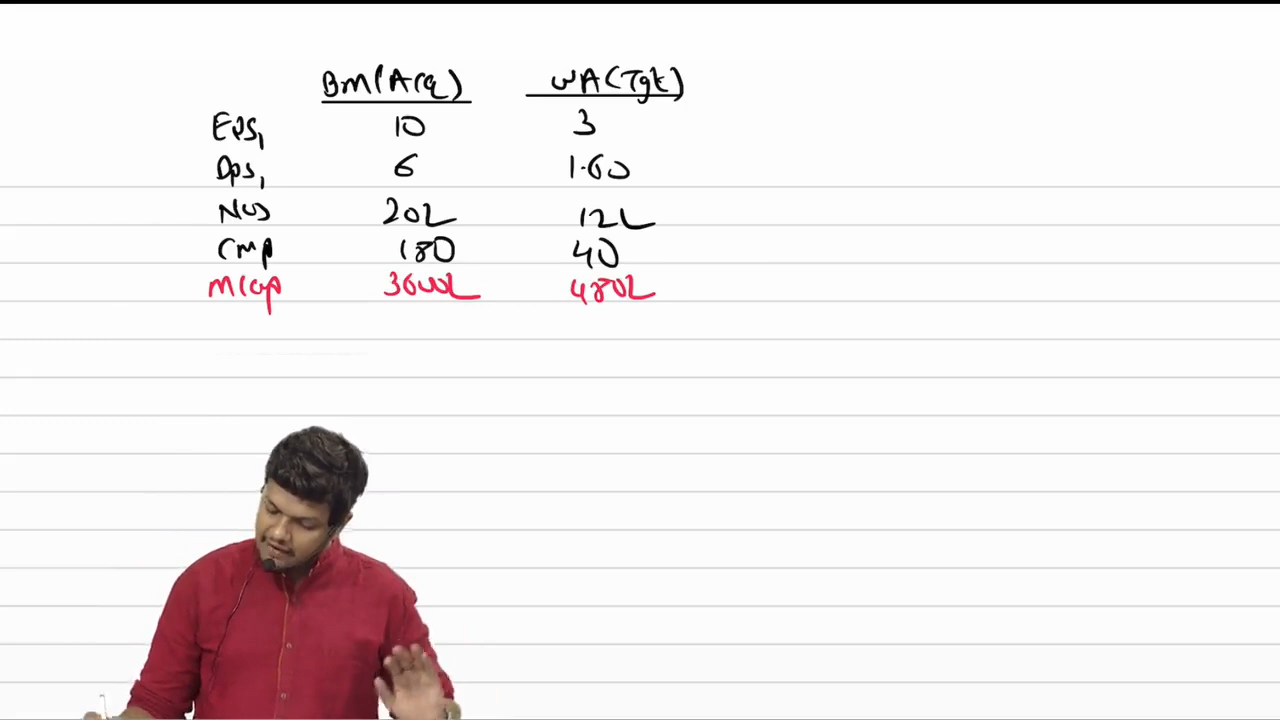 BM(Acq) WA(Tgt)
EPS1 10 3
DPS1 6 1.60
NOS 20L 12L
CMP 180 40
MCap 3600L 480L